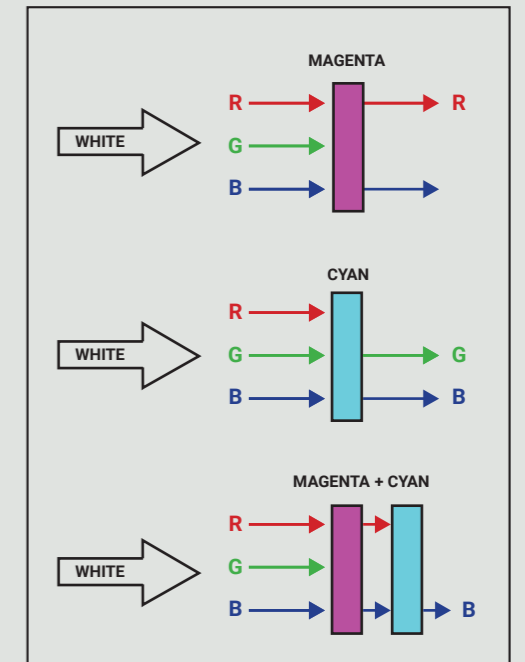 MAGENTA
R R
WHITE G
B
CYAN
R
WHITE G G
B B
MAGENTA + CYAN
R
G
WHITE
B B